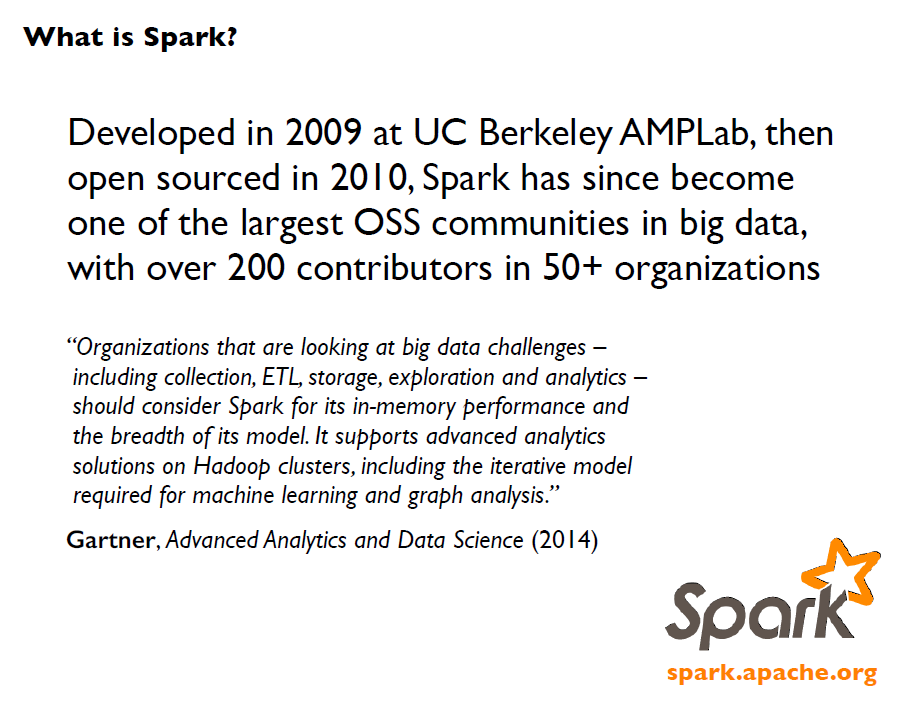 What is Spark?
Developed in 2009 at UC Berkeley AMPLab, then
open sourced in 2010, Spark has since become
one of the largest OSS communities in big data,
with over 200 contributors in 50+ organizations
“Organizations that are looking at big data challenges –
including collection, ETL, storage, exploration and analytics –
should consider Spark for its in-memory performance and
the breadth of its model. It supports advanced analytics
solutions on Hadoop clusters, including the iterative model
required for machine learning and graph analysis.”
Gartner, Advanced Analytics and Data Science (2014)
Spark
spark.apache.org